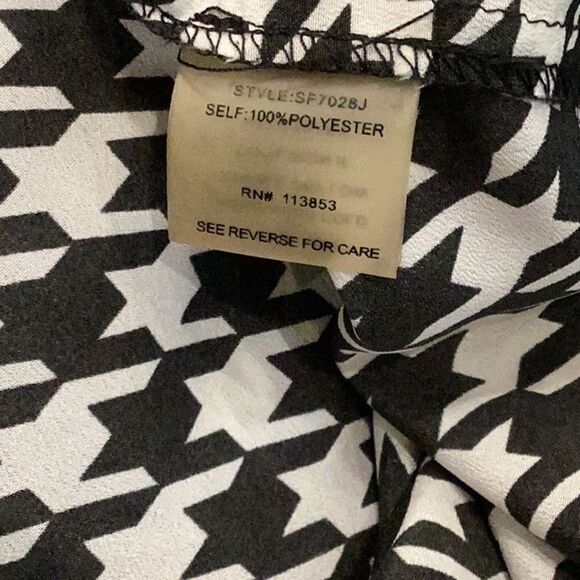 STYLE:SF7028J
SELF:100%POLYESTER
RN# 113853
SEE REVERSE FOR CARE